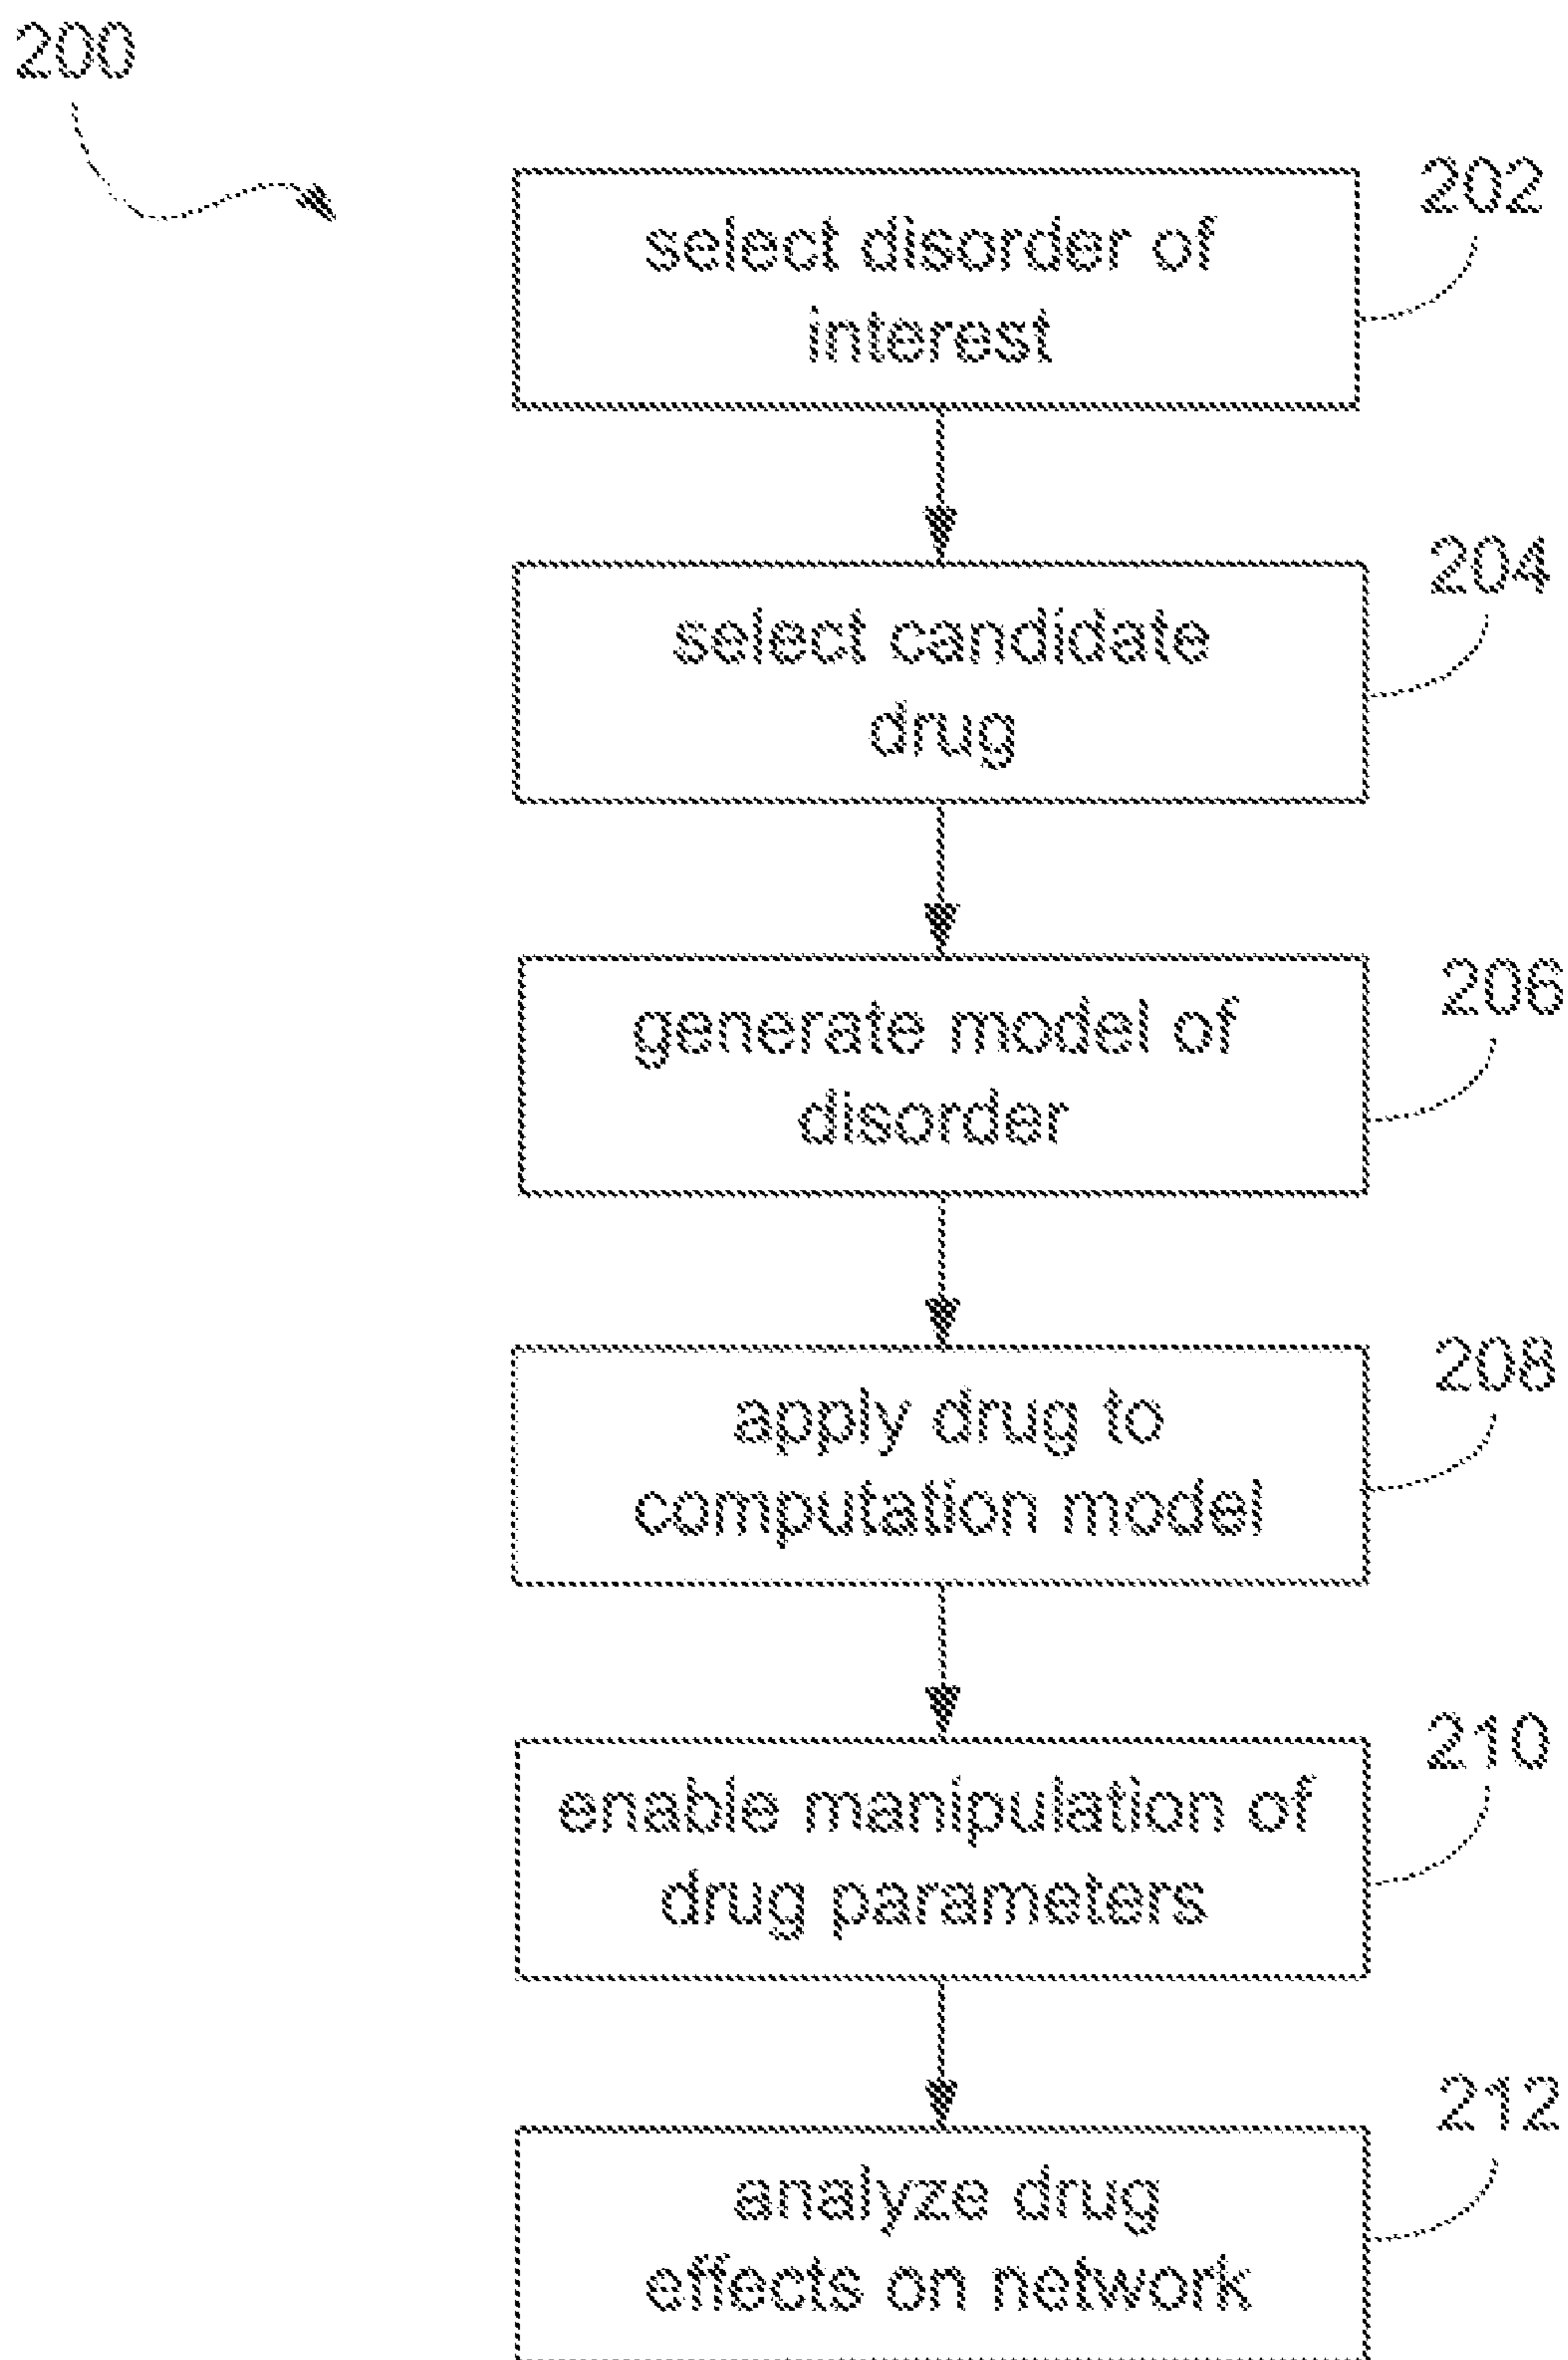 200
202
select disorder of
interest
204
select candidate
drug
206
generate model of
disorder
208
apply drug to
computation model
210
enable manipulation of
drug parameters
212
analyze drug
effects on network